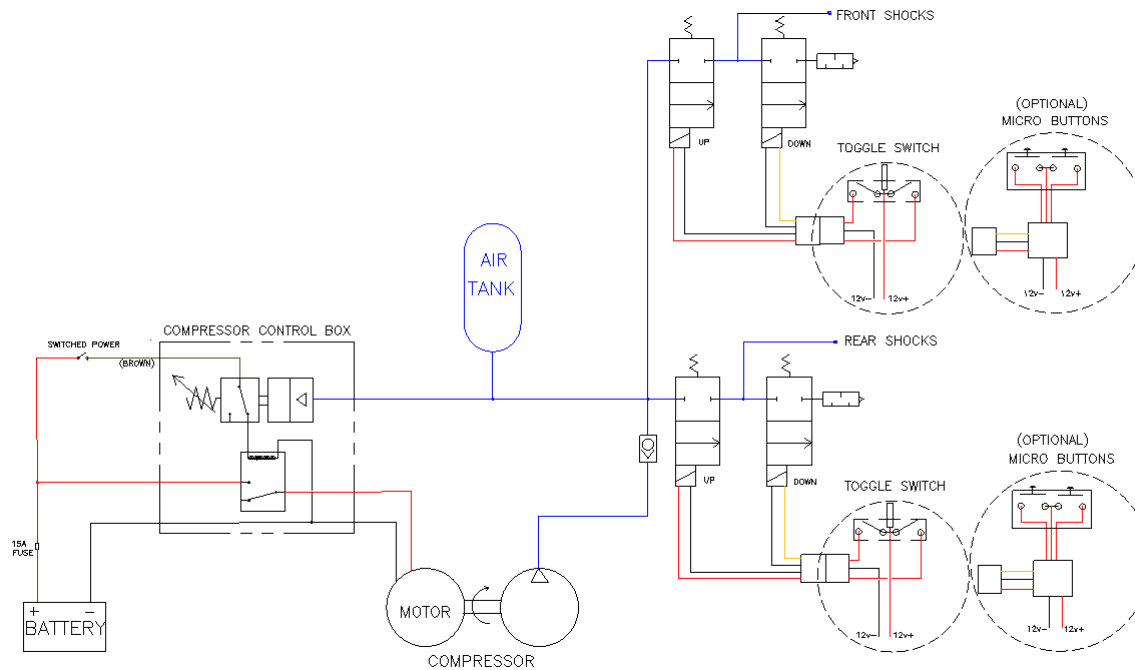 FRONT SHOCKS
(OPTIONAL)
MICRO BUTTONS
UP
DOWN
TOGGLE SWITCH
12v-
12v+
12v-
12v+
AIR
TANK
COMPRESSOR CONTROL BOX
SWITCHED POWER
(BROWN)
REAR SHOCKS
(OPTIONAL)
MICRO BUTTONS
UP
DOWN
TOGGLE SWITCH
15A
FUSE
12v-
12v+
12v-
12v+
+
-
BATTERY
MOTOR
COMPRESSOR